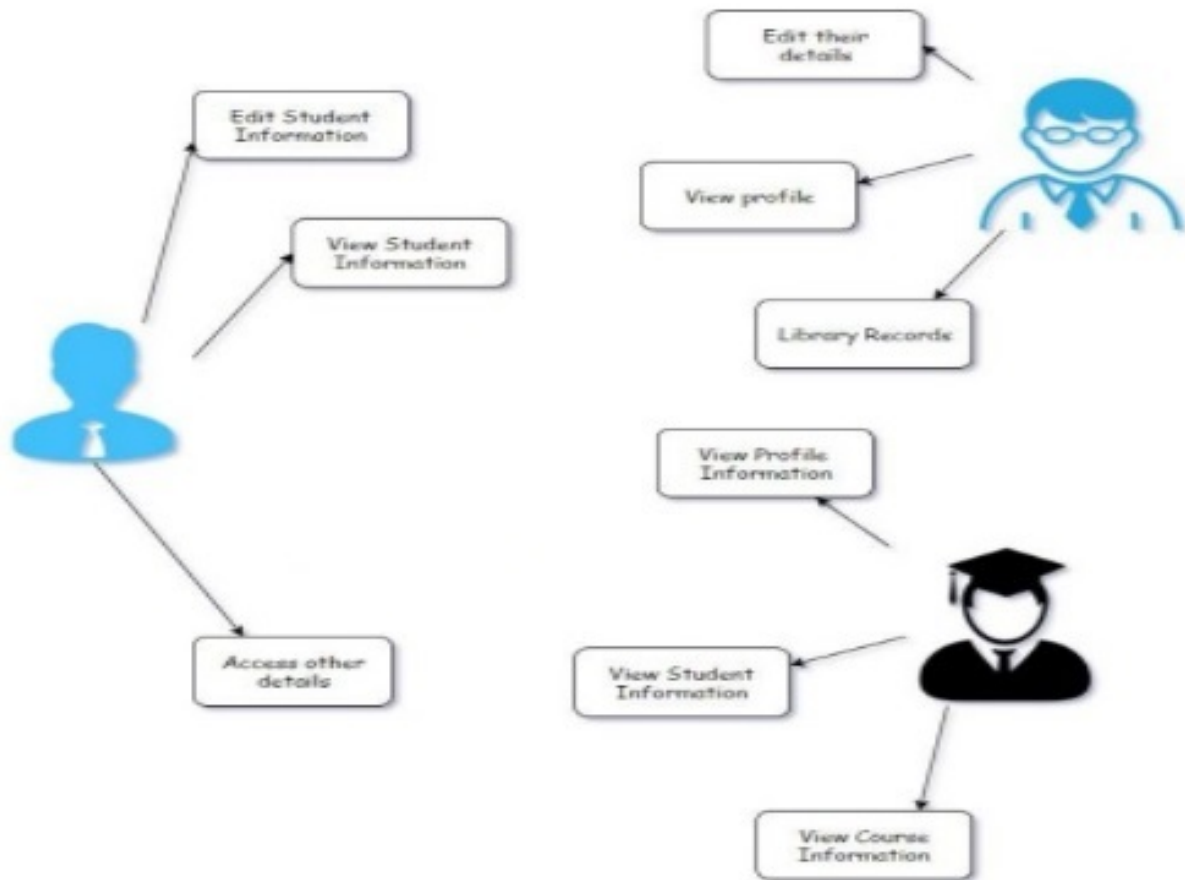 Edit their
details
Edit Student
Information
View profile
View Student
Information
Library Records
View Profile
Information
Access other
details
View Student
Information
View Course
Information